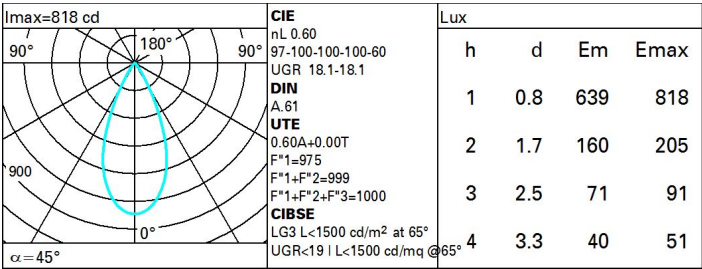 Imax=818 cd
90°
180°
90°
900
0°
α=45°
CIE
nL 0.60
97-100-100-100-60
UGR 18.1-18.1
DIN
A.61
UTE
0.60A+0.00T
F"1=975
F"1+F"2=999
F"1+F"2+F"3=1000
CIBSE
LG3 L<1500 cd/m² at 65°
UGR<19 | L<1500 cd/mq @65°
Lux
h d Em Emax
1 0.8 639 818
2 1.7 160 205
3 2.5 71 91
4 3.3 40 51